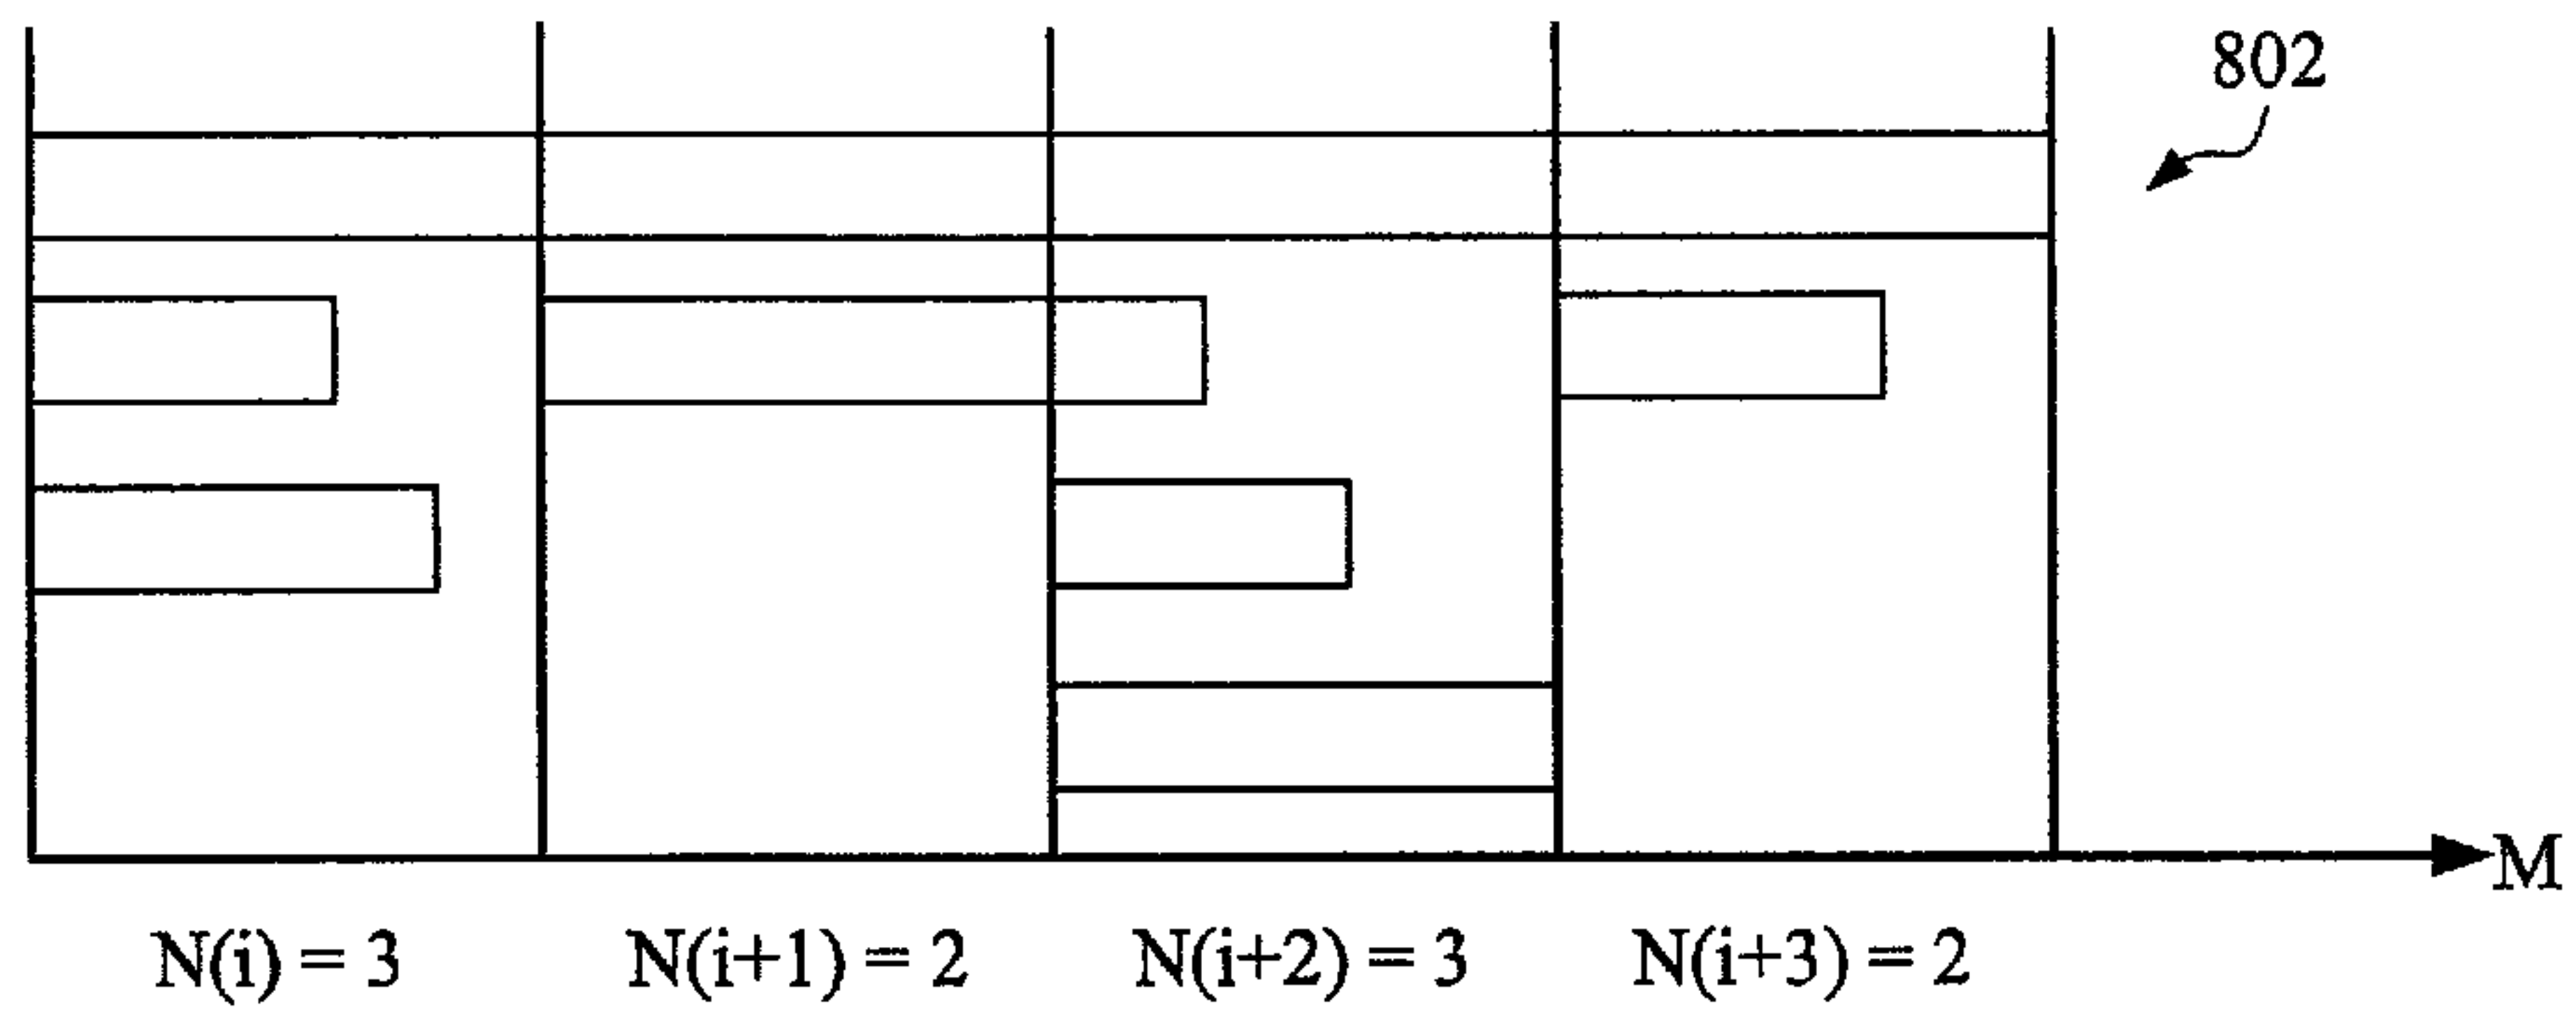 802
M
N(i) = 3 N(i+1) = 2 N(i+2) = 3 N(i+3) = 2